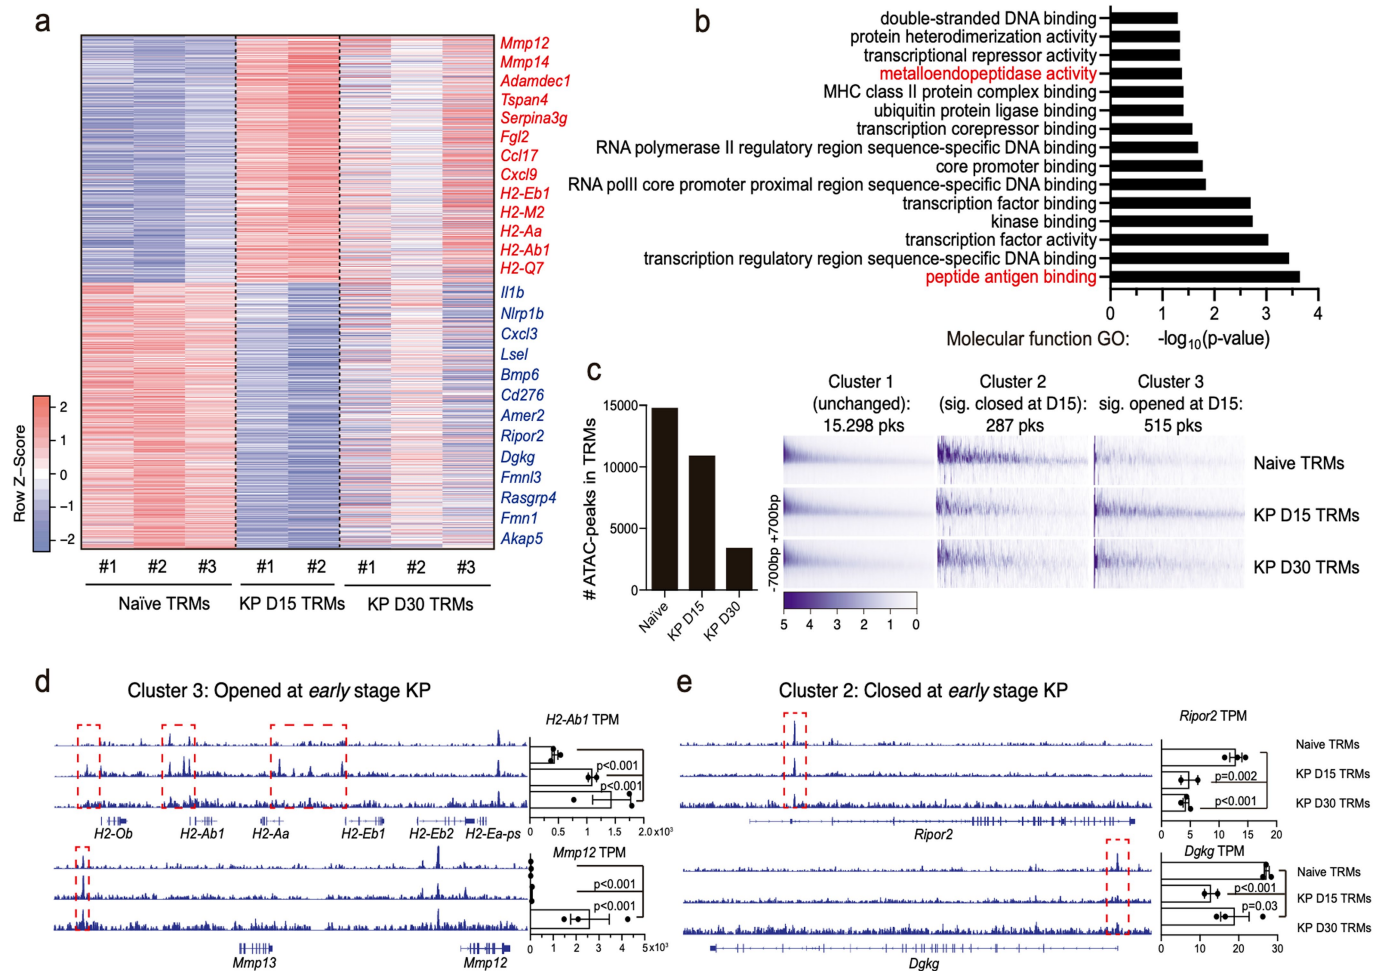 a
Mmp12
Mmp14
Adamdec1
Tspan4
Serpina3g
Fgl2
Ccl17
Cxcl9
H2-Eb1
H2-M2
H2-Aa
H2-Ab1
H2-Q7
Il1b
Nlrp1b
Cxcl3
Lsel
Bmp6
Cd276
Amer2
Ripor2
Dgkg
Fmnl3
Rasgrp4
Fmn1
Akap5
Row Z-Score
2
1
0
−1
−2
#1 #2 #3 #1 #2 #1 #2 #3
Naïve TRMs KP D15 TRMs KP D30 TRMs
b
double-stranded DNA binding
protein heterodimerization activity
transcriptional repressor activity
metalloendopeptidase activity
MHC class II protein complex binding
ubiquitin protein ligase binding
transcription corepressor binding
RNA polymerase II regulatory region sequence-specific DNA binding
core promoter binding
RNA polII core promoter proximal region sequence-specific DNA binding
transcription factor binding
kinase binding
transcription factor activity
transcription regulatory region sequence-specific DNA binding
peptide antigen binding
0 1 2 3 4
Molecular function GO: -log10(p-value)
c
# ATAC-peaks in TRMs
15000
10000
5000
0
Naïve KP D15 KP D30
Cluster 1
(unchanged):
15.298 pks
Cluster 2
(sig. closed at D15):
287 pks
Cluster 3
sig. opened at D15:
515 pks
Naive TRMs
KP D15 TRMs
KP D30 TRMs
-700bp +700bp
5 4 3 2 1 0
d
Cluster 3: Opened at early stage KP
H2-Ab1 TPM
p<0.001
p<0.001
0 0.5 1.0 1.5 2.0x10³
H2-Ob H2-Ab1 H2-Aa H2-Eb1 H2-Eb2 H2-Ea-ps
Mmp12 TPM
p<0.001
p<0.001
0 1 2 3 4 5x10³
Mmp13 Mmp12
e
Cluster 2: Closed at early stage KP
Ripor2 TPM
Naive TRMs
p=0.002
KP D15 TRMs
p<0.001
KP D30 TRMs
0 5 10 15 20
Ripor2
Dgkg TPM
Naive TRMs
p<0.001
KP D15 TRMs
p=0.03
KP D30 TRMs
0 10 20 30
Dgkg